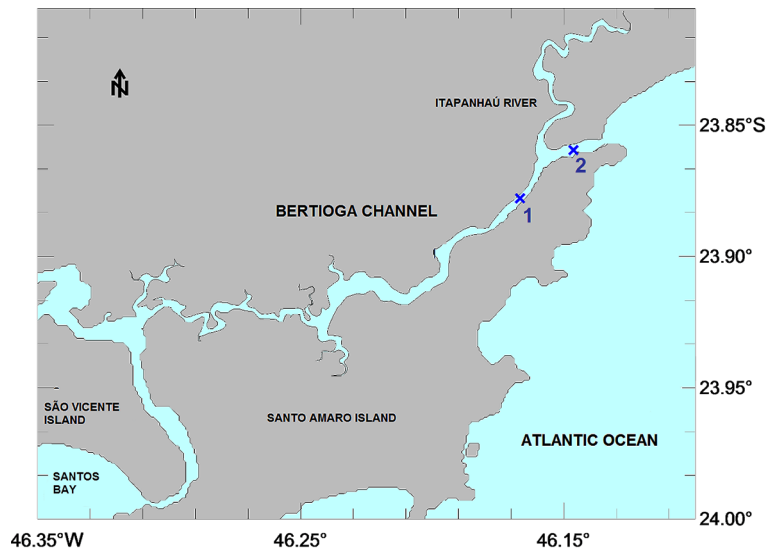 N
ITAPANHAÚ RIVER
23.85°S
2
1
BERTIOGA CHANNEL
23.90°
23.95°
SÃO VICENTE
ISLAND
SANTO AMARO ISLAND
ATLANTIC OCEAN
SANTOS
BAY
24.00°
46.35°W
46.25°
46.15°